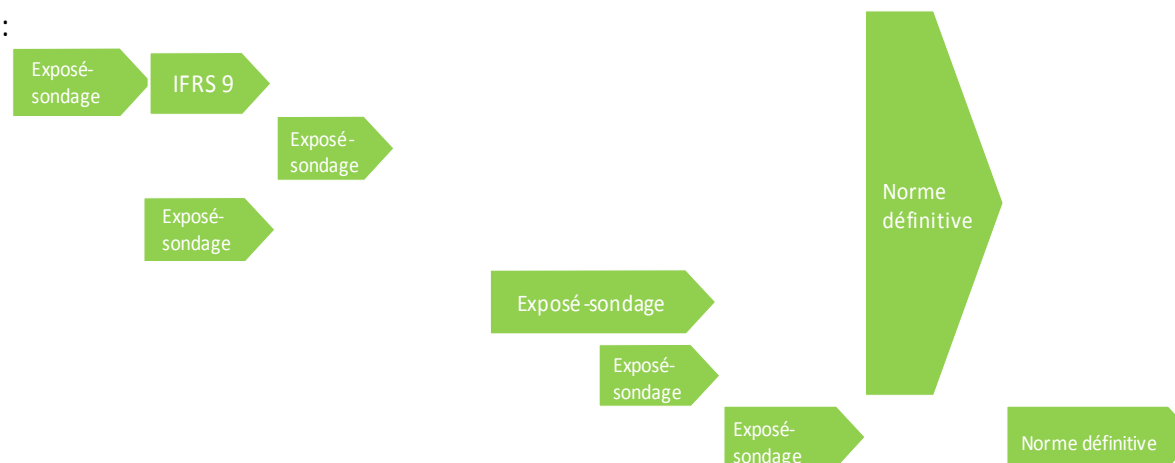 :
Exposé-
sondage
IFRS 9
Exposé-
sondage
Exposé-
sondage
Norme
définitive
Exposé-sondage
Exposé-
sondage
Exposé-
sondage
Norme définitive